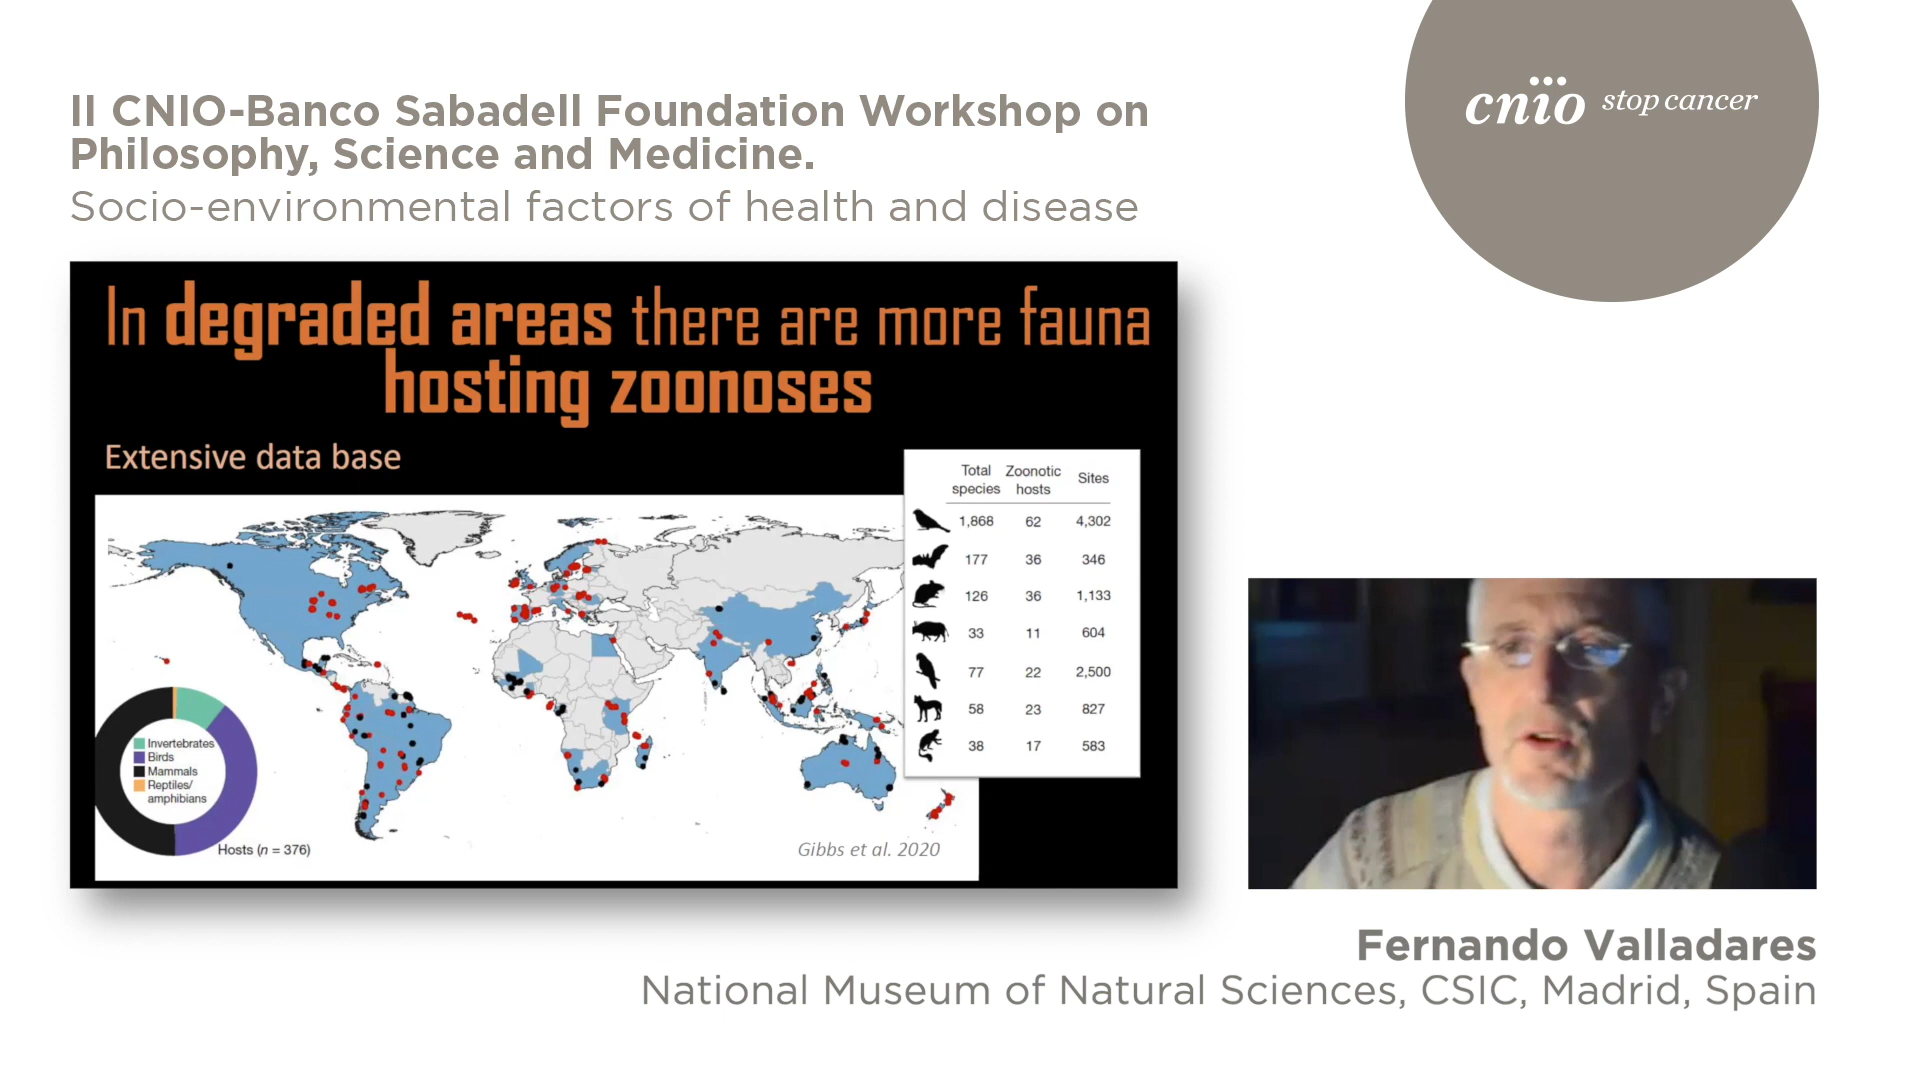 II CNIO-Banco Sabadell Foundation Workshop on
Philosophy, Science and Medicine.
Socio-environmental factors of health and disease
cnio stop cancer
In degraded areas there are more fauna
hosting zoonoses
Extensive data base
Total species Zoonotic hosts Sites
1,868 62 4,302
177 36 346
126 36 1,133
33 11 604
77 22 2,500
58 23 827
38 17 583
Invertebrates
Birds
Mammals
Reptiles/
amphibians
Hosts (n = 376)
Gibbs et al. 2020
Fernando Valladares
National Museum of Natural Sciences, CSIC, Madrid, Spain